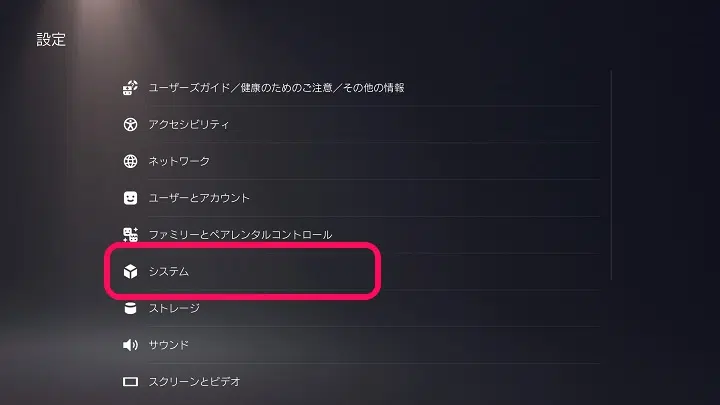 設定
ユーザーズガイド／健康のためのご注意／その他の情報
アクセシビリティ
ネットワーク
ユーザーとアカウント
ファミリーとペアレンタルコントロール
システム
ストレージ
サウンド
スクリーンとビデオ